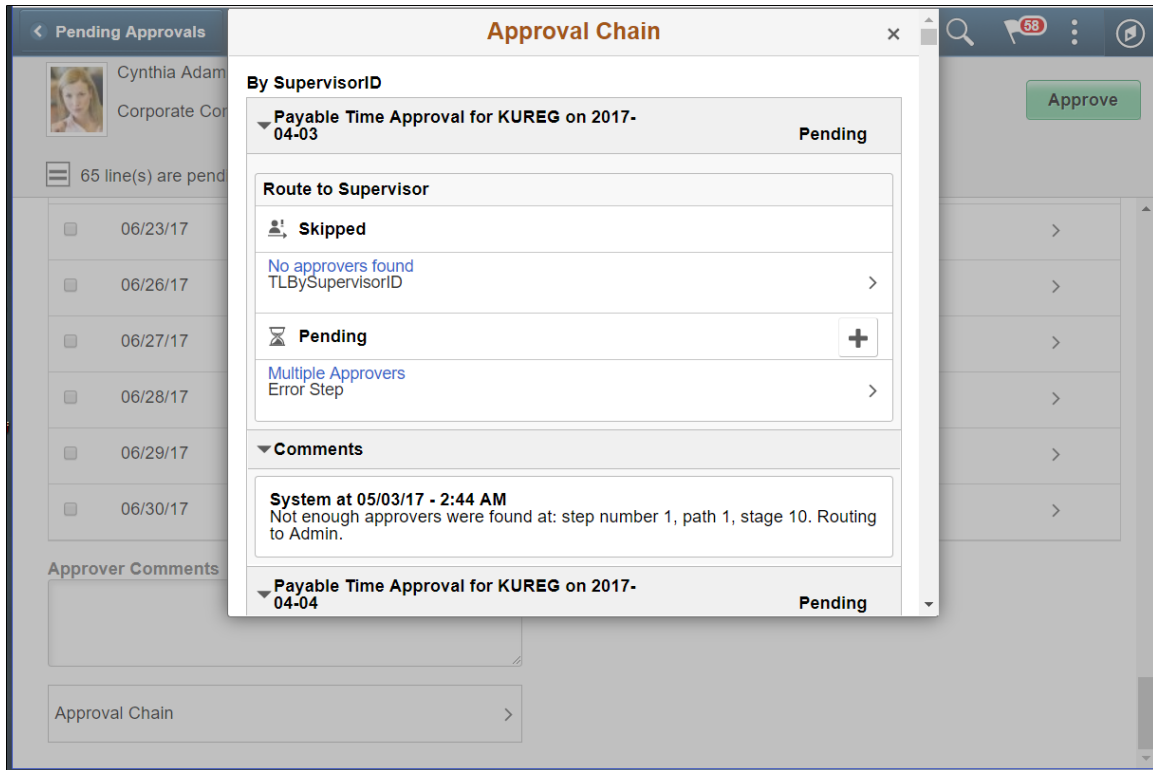 Pending Approvals
Approval Chain
58
Cynthia Adam
Corporate Cor
Approve
65 line(s) are pend
By SupervisorID
Payable Time Approval for KUREG on 2017-
04-03
Pending
Route to Supervisor
Skipped
No approvers found
TLBySupervisorID
Pending
Multiple Approvers
Error Step
Comments
System at 05/03/17 - 2:44 AM
Not enough approvers were found at: step number 1, path 1, stage 10. Routing
to Admin.
Payable Time Approval for KUREG on 2017-
04-04
Pending
06/23/17
06/26/17
06/27/17
06/28/17
06/29/17
06/30/17
Approver Comments
Approval Chain